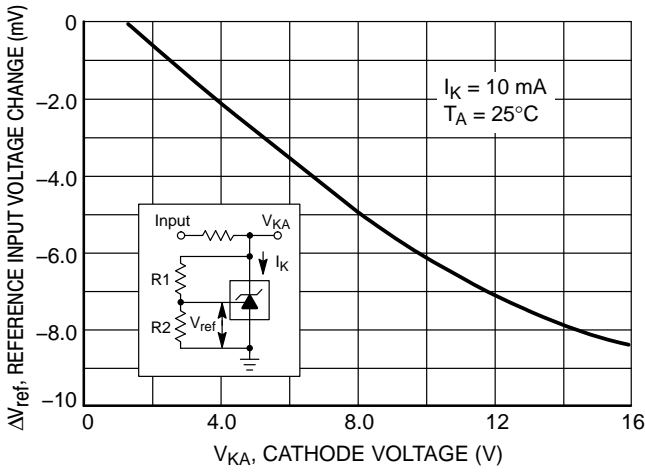 ΔVref, REFERENCE INPUT VOLTAGE CHANGE (mV)
0
−2.0
−4.0
−6.0
−8.0
−10
IK = 10 mA
TA = 25°C
Input
VKA
IK
R1
R2
Vref
0
4.0
8.0
12
16
VKA, CATHODE VOLTAGE (V)